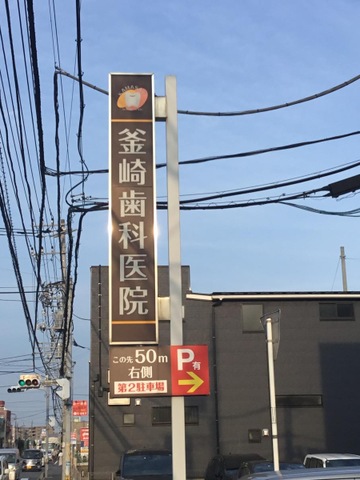 釜崎歯科医院
この先50m
右側
第2駐車場
P有